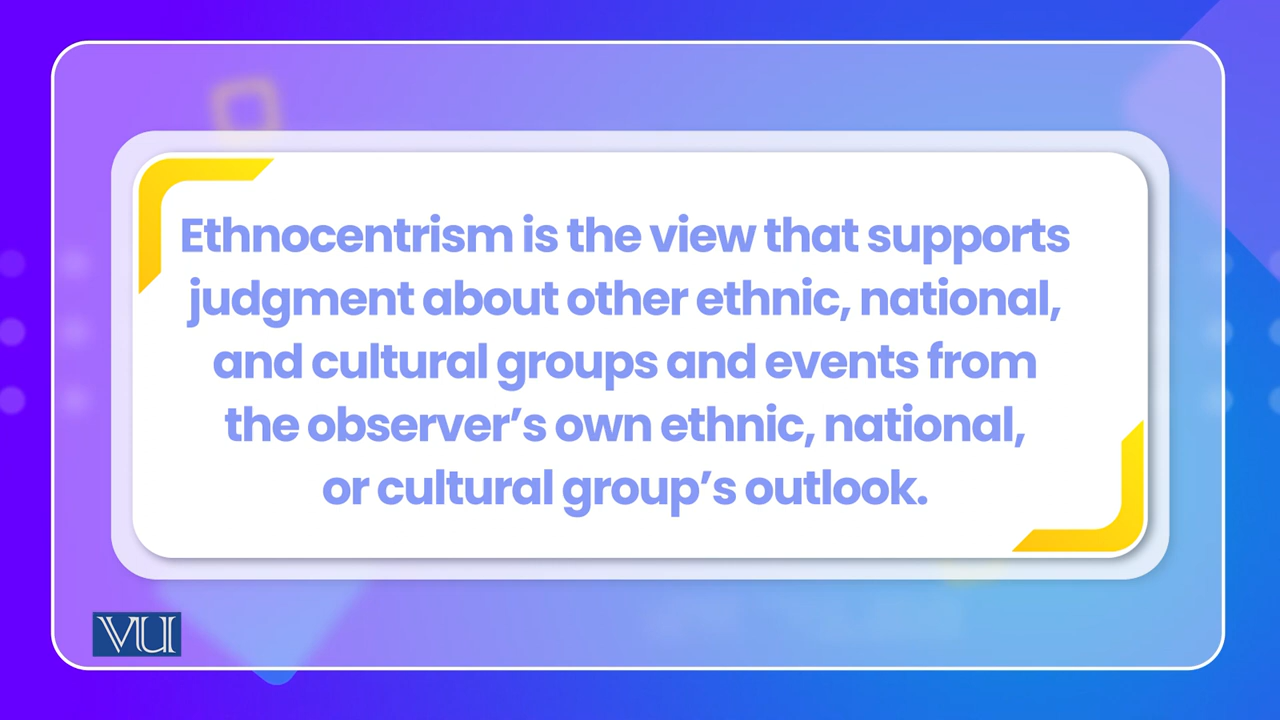 Ethnocentrism is the view that supports
judgment about other ethnic, national,
and cultural groups and events from
the observer’s own ethnic, national,
or cultural group’s outlook.
VU